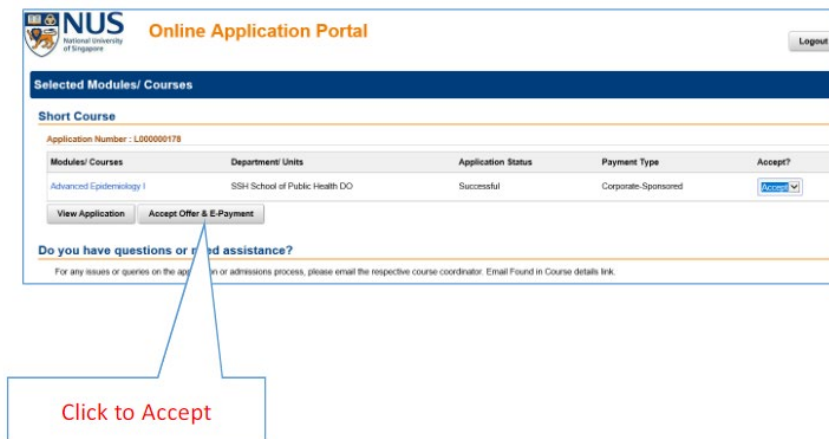 NUS
National University
of Singapore
Online Application Portal
Logout
Selected Modules/ Courses
Short Course
Application Number : L000000178
Modules/ Courses Department/ Units Application Status Payment Type Accept?
Advanced Epidemiology I SSH School of Public Health DO Successful Corporate-Sponsored Accept
View Application Accept Offer & E-Payment
Do you have questions or need assistance?
For any issues or queries on the application or admissions process, please email the respective course coordinator. Email Found in Course details link.
Click to Accept